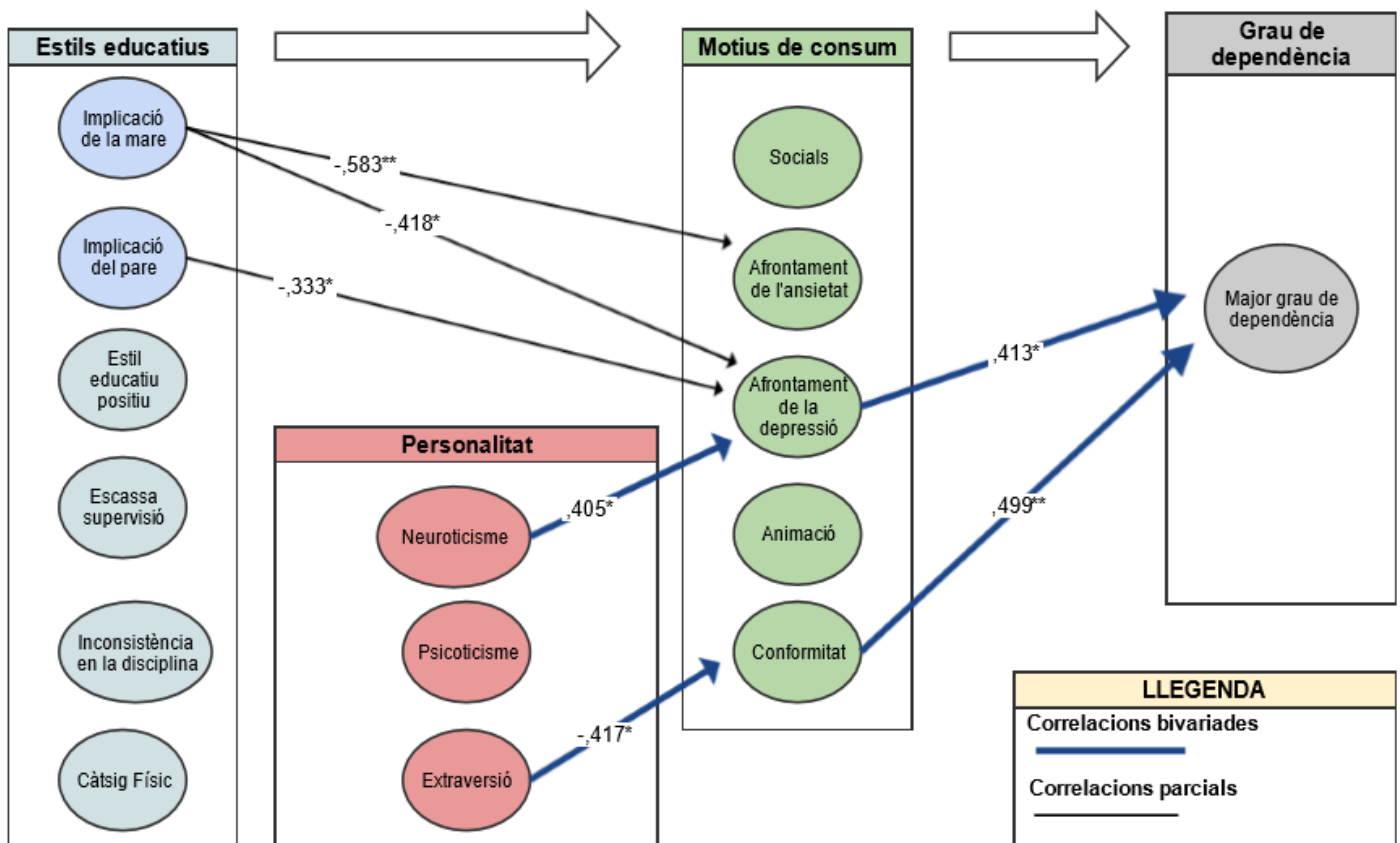 Estils educatius
Implicació
de la mare
Implicació
del pare
Estil
educatiu
positiu
Escassa
supervisió
Inconsistència
en la disciplina
Càtsig Físic
-,583**
-,418*
-,333*
Personalitat
Neuroticisme
Psicoticisme
Extraversió
,405*
-,417*
Motius de consum
Socials
Afrontament
de l'ansietat
Afrontament
de la
depressió
Animació
Conformitat
,413*
,499**
Grau de
dependència
Major grau de
dependència
LLEGENDA
Correlacions bivariades
Correlacions parcials